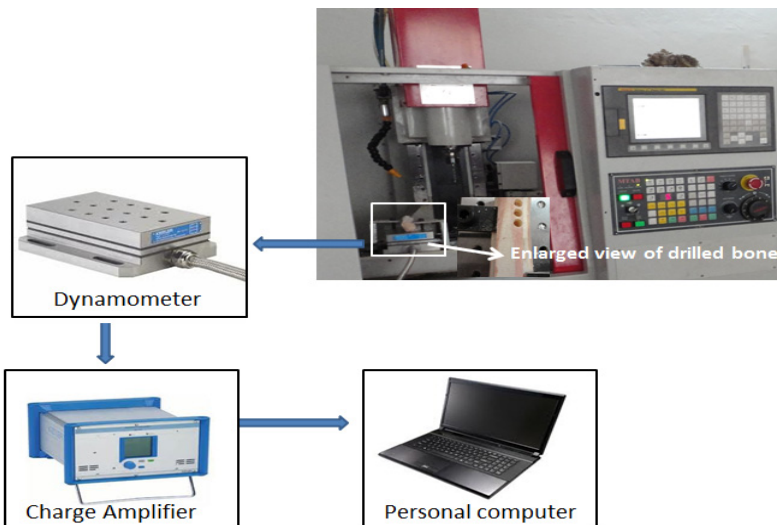 Enlarged view of drilled bone
Dynamometer
Charge Amplifier
Personal computer